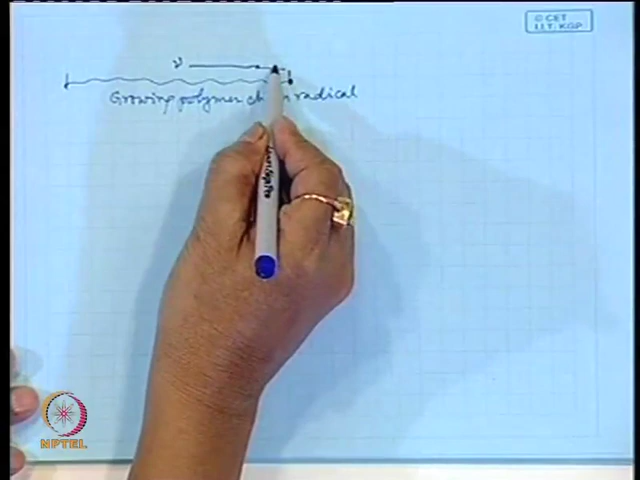 © CET
I.I.T. KGP
ν
Growing polymer chain radical
NPTEL